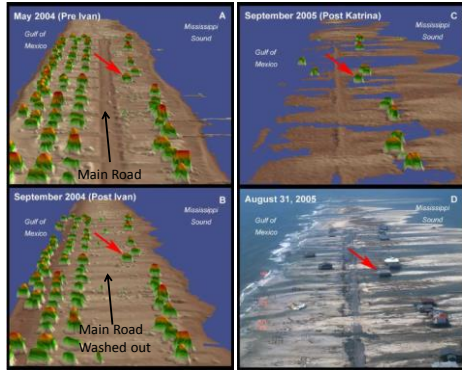 May 2004 (Pre Ivan)
A
Gulf of
Mexico
Mississippi
Sound
Main Road
September 2004 (Post Ivan)
B
Gulf of
Mexico
Mississippi
Sound
Main Road
Washed out
September 2005 (Post Katrina)
C
Gulf of
Mexico
Mississippi
Sound
August 31, 2005
D
Gulf of
Mexico
Mississippi
Sound